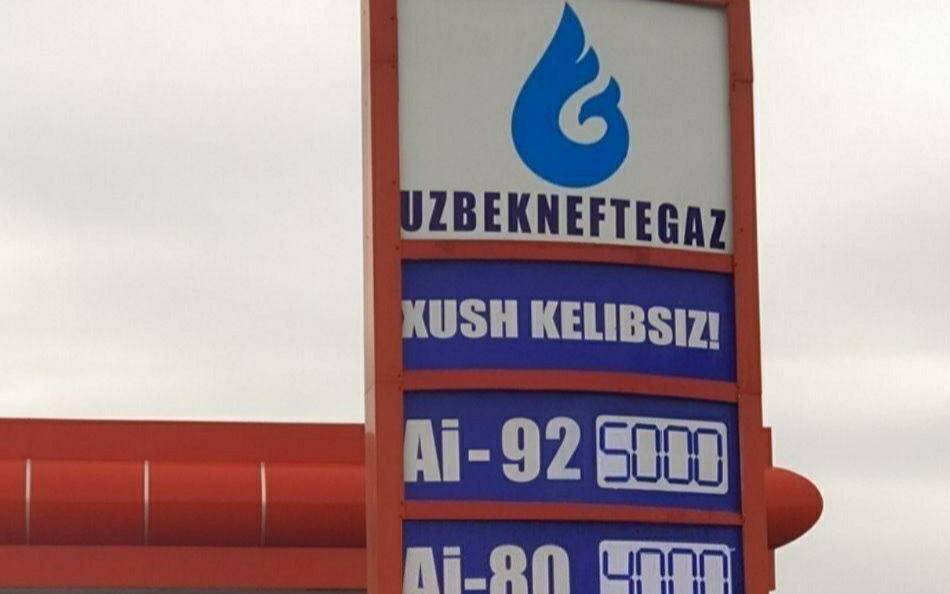 UZBEKNEFTEGAZ
XUSH KELIBSIZ!
Ai-92 5000
Ai-80 4000